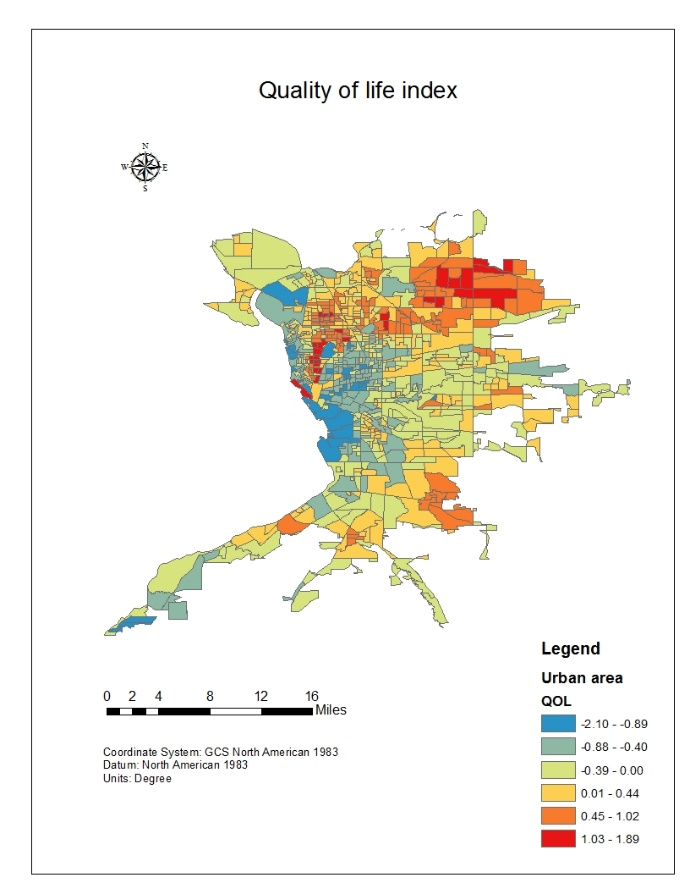 Quality of life index
N
W E
S
0 2 4 8 12 16
Miles
Coordinate System: GCS North American 1983
Datum: North American 1983
Units: Degree
Legend
Urban area
QOL
-2.10 - -0.89
-0.88 - -0.40
-0.39 - 0.00
0.01 - 0.44
0.45 - 1.02
1.03 - 1.89